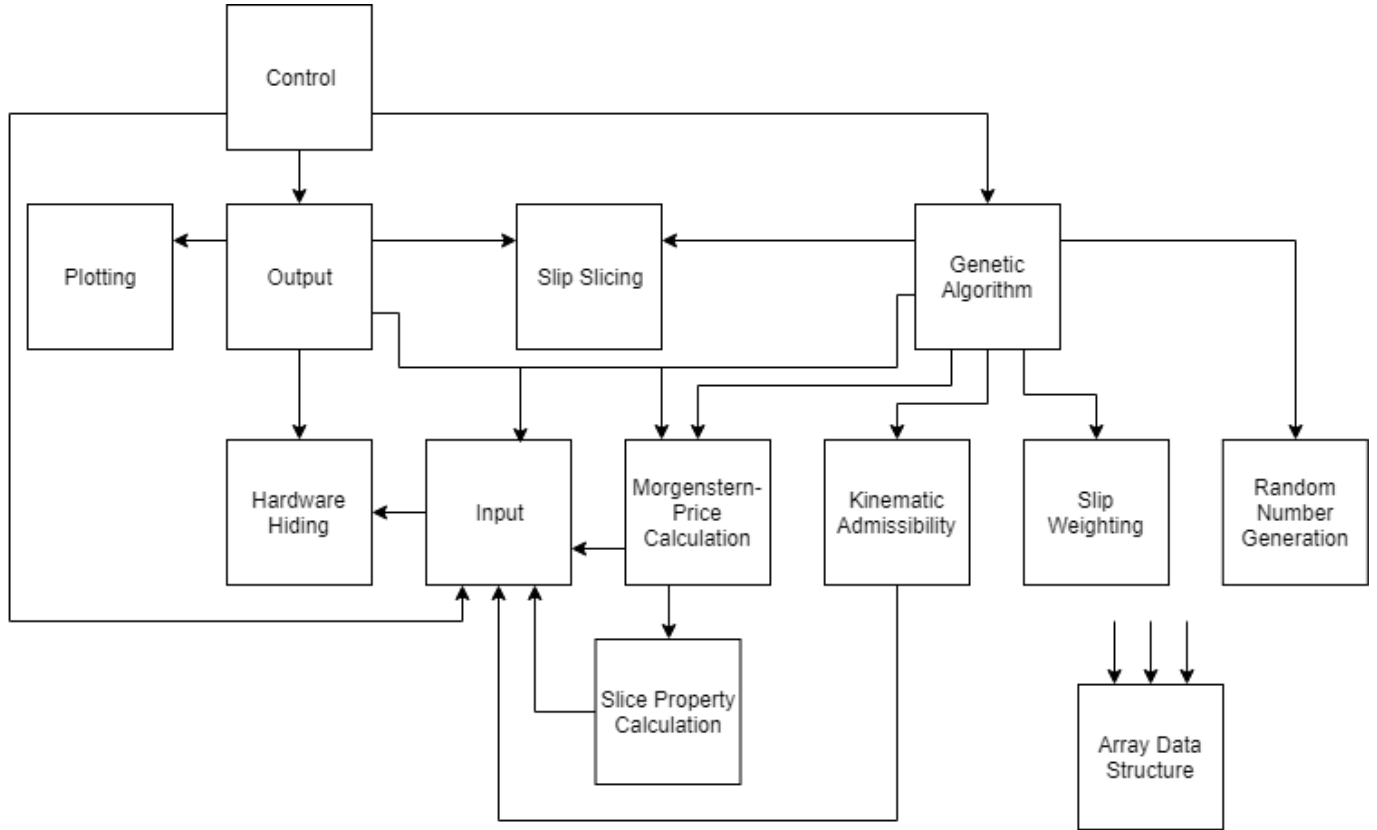 Control
Plotting
Output
Slip Slicing
Genetic
Algorithm
Hardware
Hiding
Input
Morgenstern-
Price
Calculation
Kinematic
Admissibility
Slip
Weighting
Random
Number
Generation
Slice Property
Calculation
Array Data
Structure